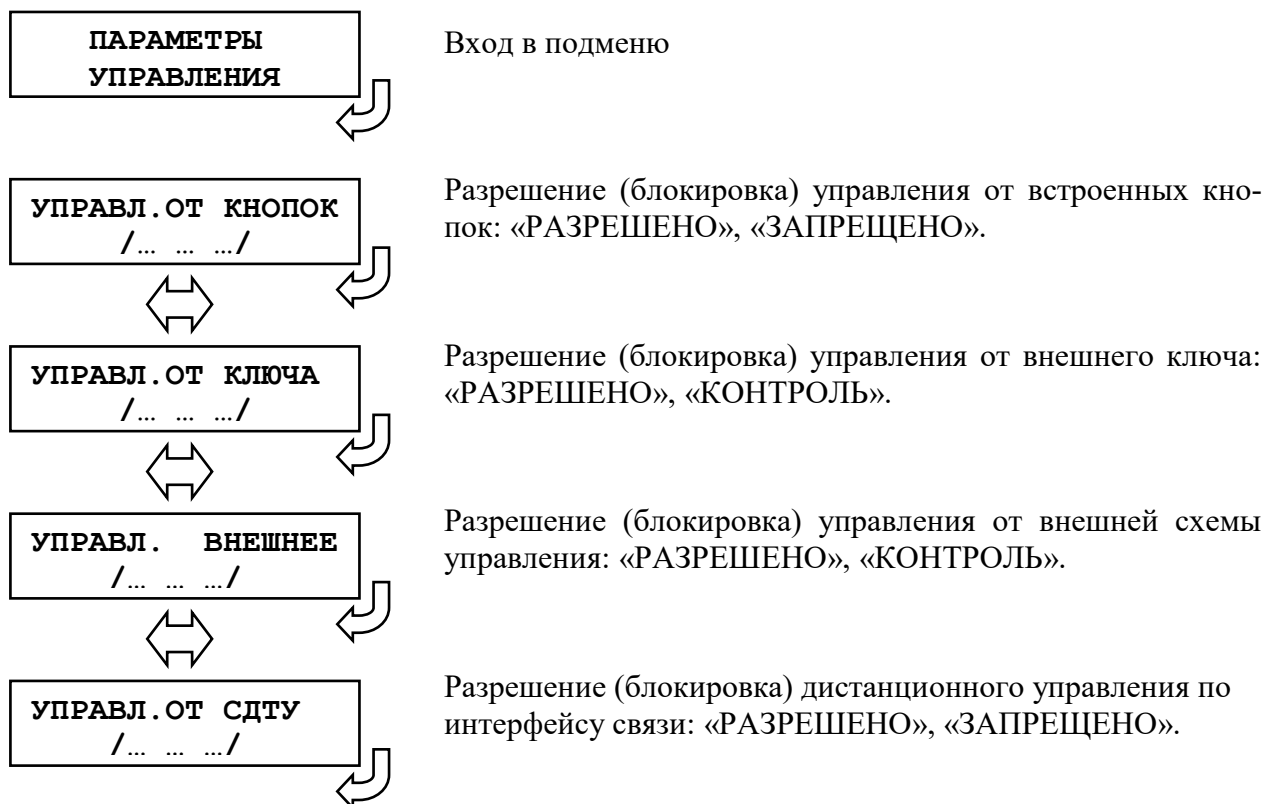 ПАРАМЕТРЫ
УПРАВЛЕНИЯ
Вход в подменю
УПРАВЛ.ОТ КНОПОК
/… … …/
Разрешение (блокировка) управления от встроенных кно-
пок: «РАЗРЕШЕНО», «ЗАПРЕЩЕНО».
УПРАВЛ.ОТ КЛЮЧА
/… … …/
Разрешение (блокировка) управления от внешнего ключа:
«РАЗРЕШЕНО», «КОНТРОЛЬ».
УПРАВЛ. ВНЕШНЕЕ
/… … …/
Разрешение (блокировка) управления от внешней схемы
управления: «РАЗРЕШЕНО», «КОНТРОЛЬ».
УПРАВЛ.ОТ СДТУ
/… … …/
Разрешение (блокировка) дистанционного управления по
интерфейсу связи: «РАЗРЕШЕНО», «ЗАПРЕЩЕНО».